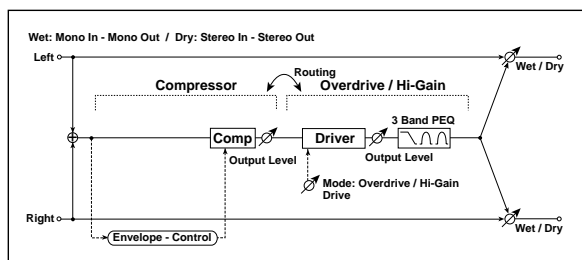 Wet: Mono In - Mono Out / Dry: Stereo In - Stereo Out
Left
Wet / Dry
Routing
Compressor
Overdrive / Hi-Gain
3 Band PEQ
Comp
Driver
Output Level
Output Level
Mode: Overdrive / Hi-Gain
Drive
Right
Wet / Dry
Envelope - Control